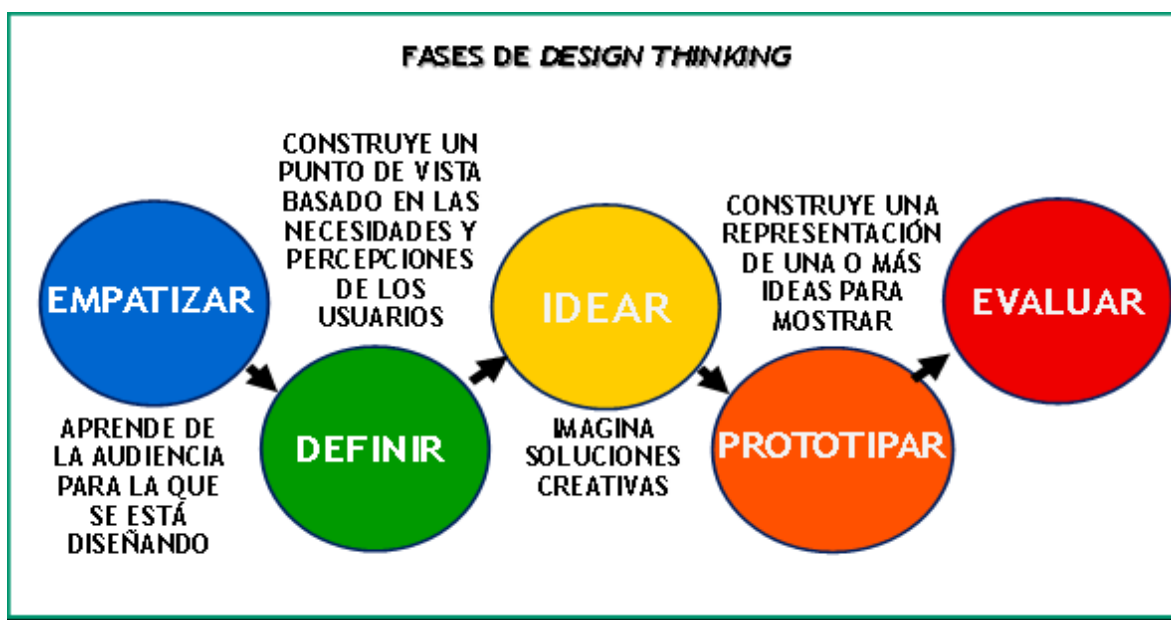 FASES DE DESIGN THINKING
EMPATIZAR
APRENDE DE
LA AUDIENCIA
PARA LA QUE
SE ESTÁ
DISEÑANDO
CONSTRUYE UN
PUNTO DE VISTA
BASADO EN LAS
NECESIDADES Y
PERCEPCIONES
DE LOS
USUARIOS
DEFINIR
IDEAR
IMAGINA
SOLUCIONES
CREATIVAS
CONSTRUYE UNA
REPRESENTACIÓN
DE UNA O MÁS
IDEAS PARA
MOSTRAR
PROTOTIPAR
EVALUAR